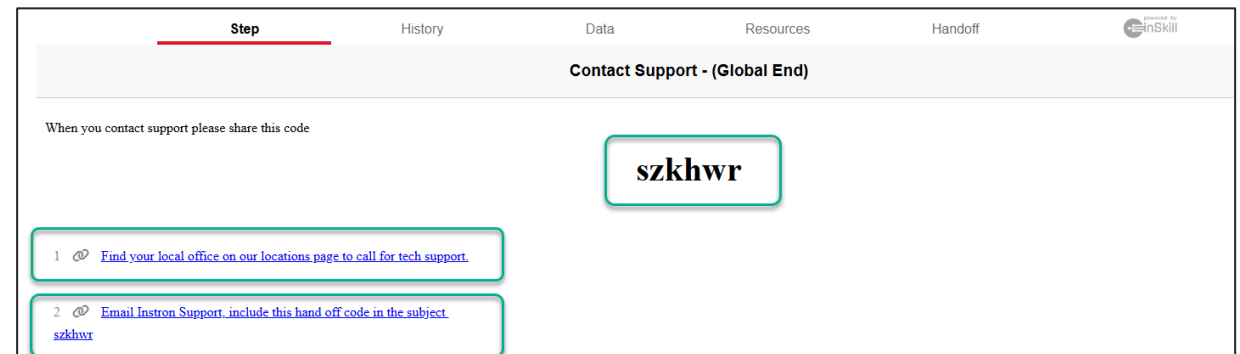 Step History Data Resources Handoff powered by inSkill
Contact Support - (Global End)
When you contact support please share this code
szkhwr
1 Find your local office on our locations page to call for tech support.
2 Email Instron Support, include this hand off code in the subject
szkhwr